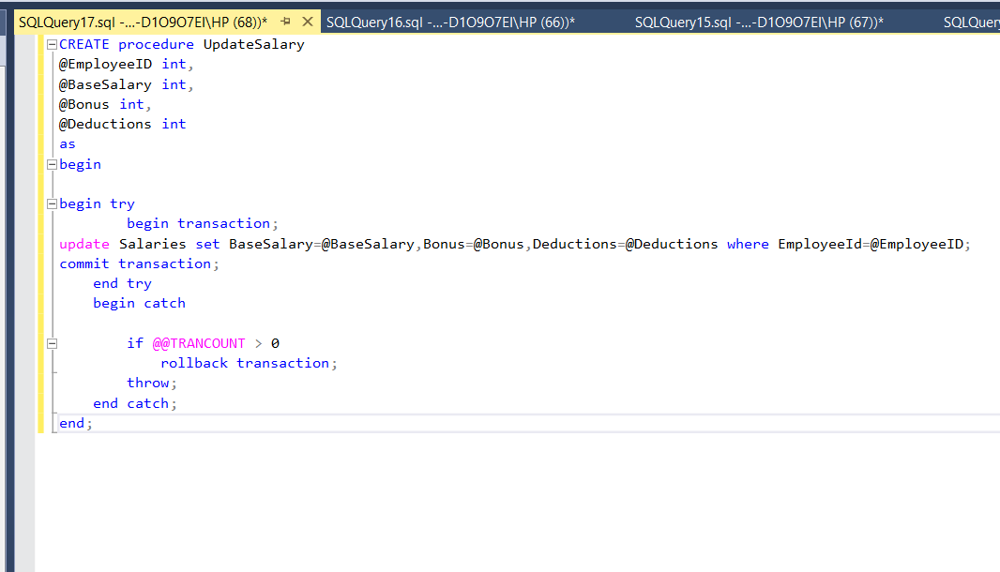 SQLQuery17.sql -...-D1O9O7EI\HP (68))* SQLQuery16.sql -...-D1O9O7EI\HP (66))* SQLQuery15.sql -...-D1O9O7EI\HP (67))* SQLQuery
CREATE procedure UpdateSalary
@EmployeeID int,
@BaseSalary int,
@Bonus int,
@Deductions int
as
begin
begin try
begin transaction;
update Salaries set BaseSalary=@BaseSalary,Bonus=@Bonus,Deductions=@Deductions where EmployeeId=@EmployeeID;
commit transaction;
end try
begin catch
if @@TRANCOUNT > 0
rollback transaction;
throw;
end catch;
end;